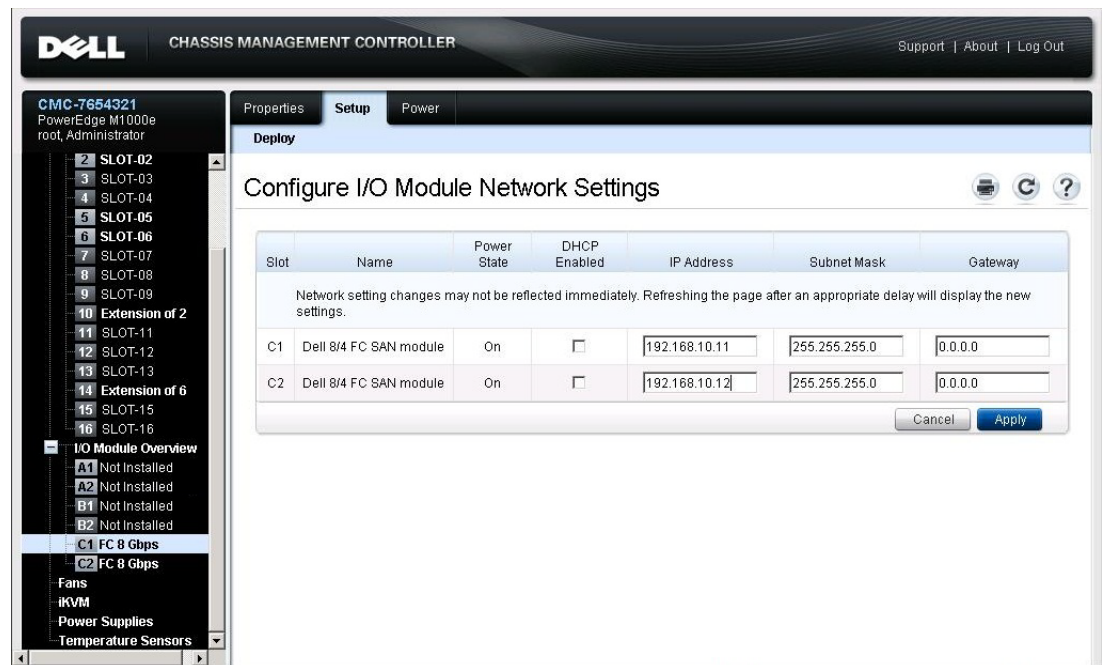 DELL CHASSIS MANAGEMENT CONTROLLER
Support | About | Log Out
CMC-7654321
PowerEdge M1000e
root, Administrator
2 SLOT-02
3 SLOT-03
4 SLOT-04
5 SLOT-05
6 SLOT-06
7 SLOT-07
8 SLOT-08
9 SLOT-09
10 Extension of 2
11 SLOT-11
12 SLOT-12
13 SLOT-13
14 Extension of 6
15 SLOT-15
16 SLOT-16
I/O Module Overview
A1 Not Installed
A2 Not Installed
B1 Not Installed
B2 Not Installed
C1 FC 8 Gbps
C2 FC 8 Gbps
Fans
iKVM
Power Supplies
Temperature Sensors
Properties Setup Power
Deploy
Configure I/O Module Network Settings
?
Slot Name Power State DHCP Enabled IP Address Subnet Mask Gateway
Network setting changes may not be reflected immediately. Refreshing the page after an appropriate delay will display the new
settings.
C1 Dell 8/4 FC SAN module On 192.168.10.11 255.255.255.0 0.0.0.0
C2 Dell 8/4 FC SAN module On 192.168.10.12 255.255.255.0 0.0.0.0
Cancel Apply